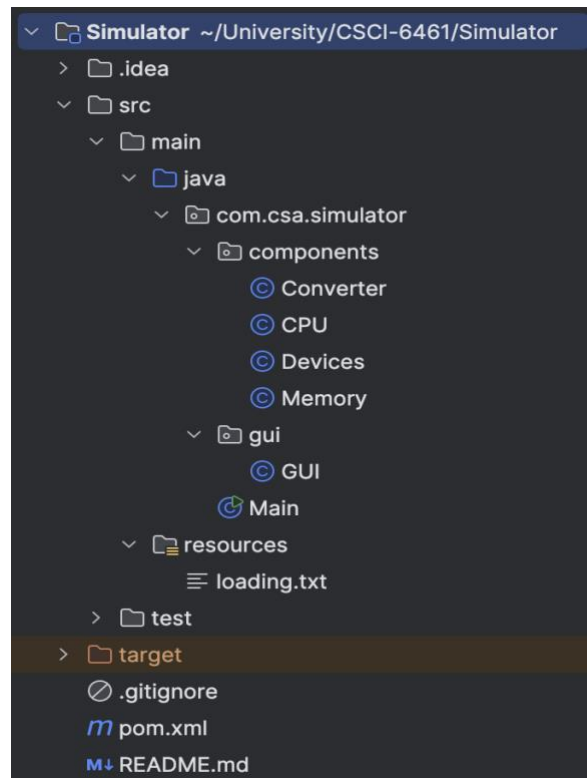 Simulator ~/University/CSCI-6461/Simulator
.idea
src
main
java
com.csa.simulator
components
Converter
CPU
Devices
Memory
gui
GUI
Main
resources
loading.txt
test
target
.gitignore
pom.xml
README.md